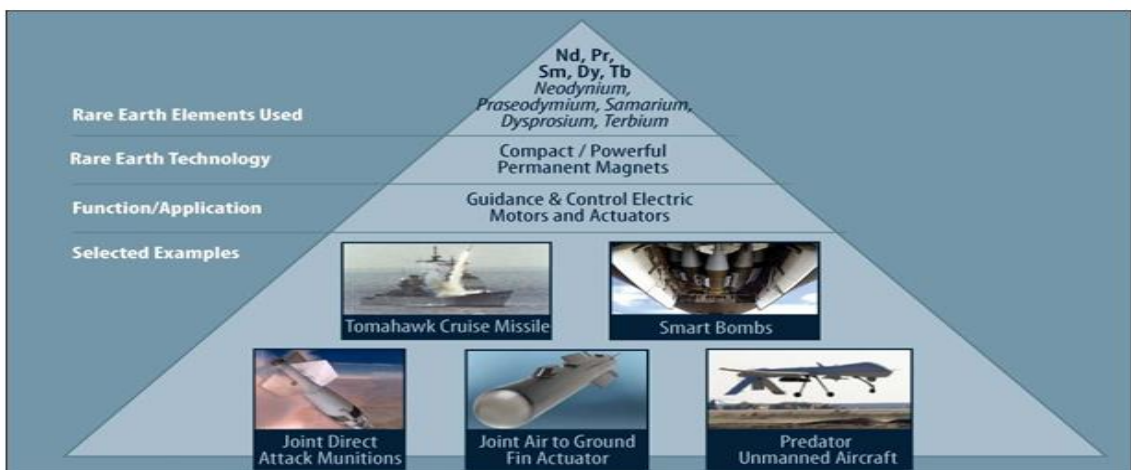 Nd, Pr,
Sm, Dy, Tb
Neodynium,
Praseodymium, Samarium,
Dysprosium, Terbium
Rare Earth Elements Used
Rare Earth Technology
Compact / Powerful
Permanent Magnets
Function/Application
Guidance & Control Electric
Motors and Actuators
Selected Examples
Tomahawk Cruise Missile
Smart Bombs
Joint Direct
Attack Munitions
Joint Air to Ground
Fin Actuator
Predator
Unmanned Aircraft